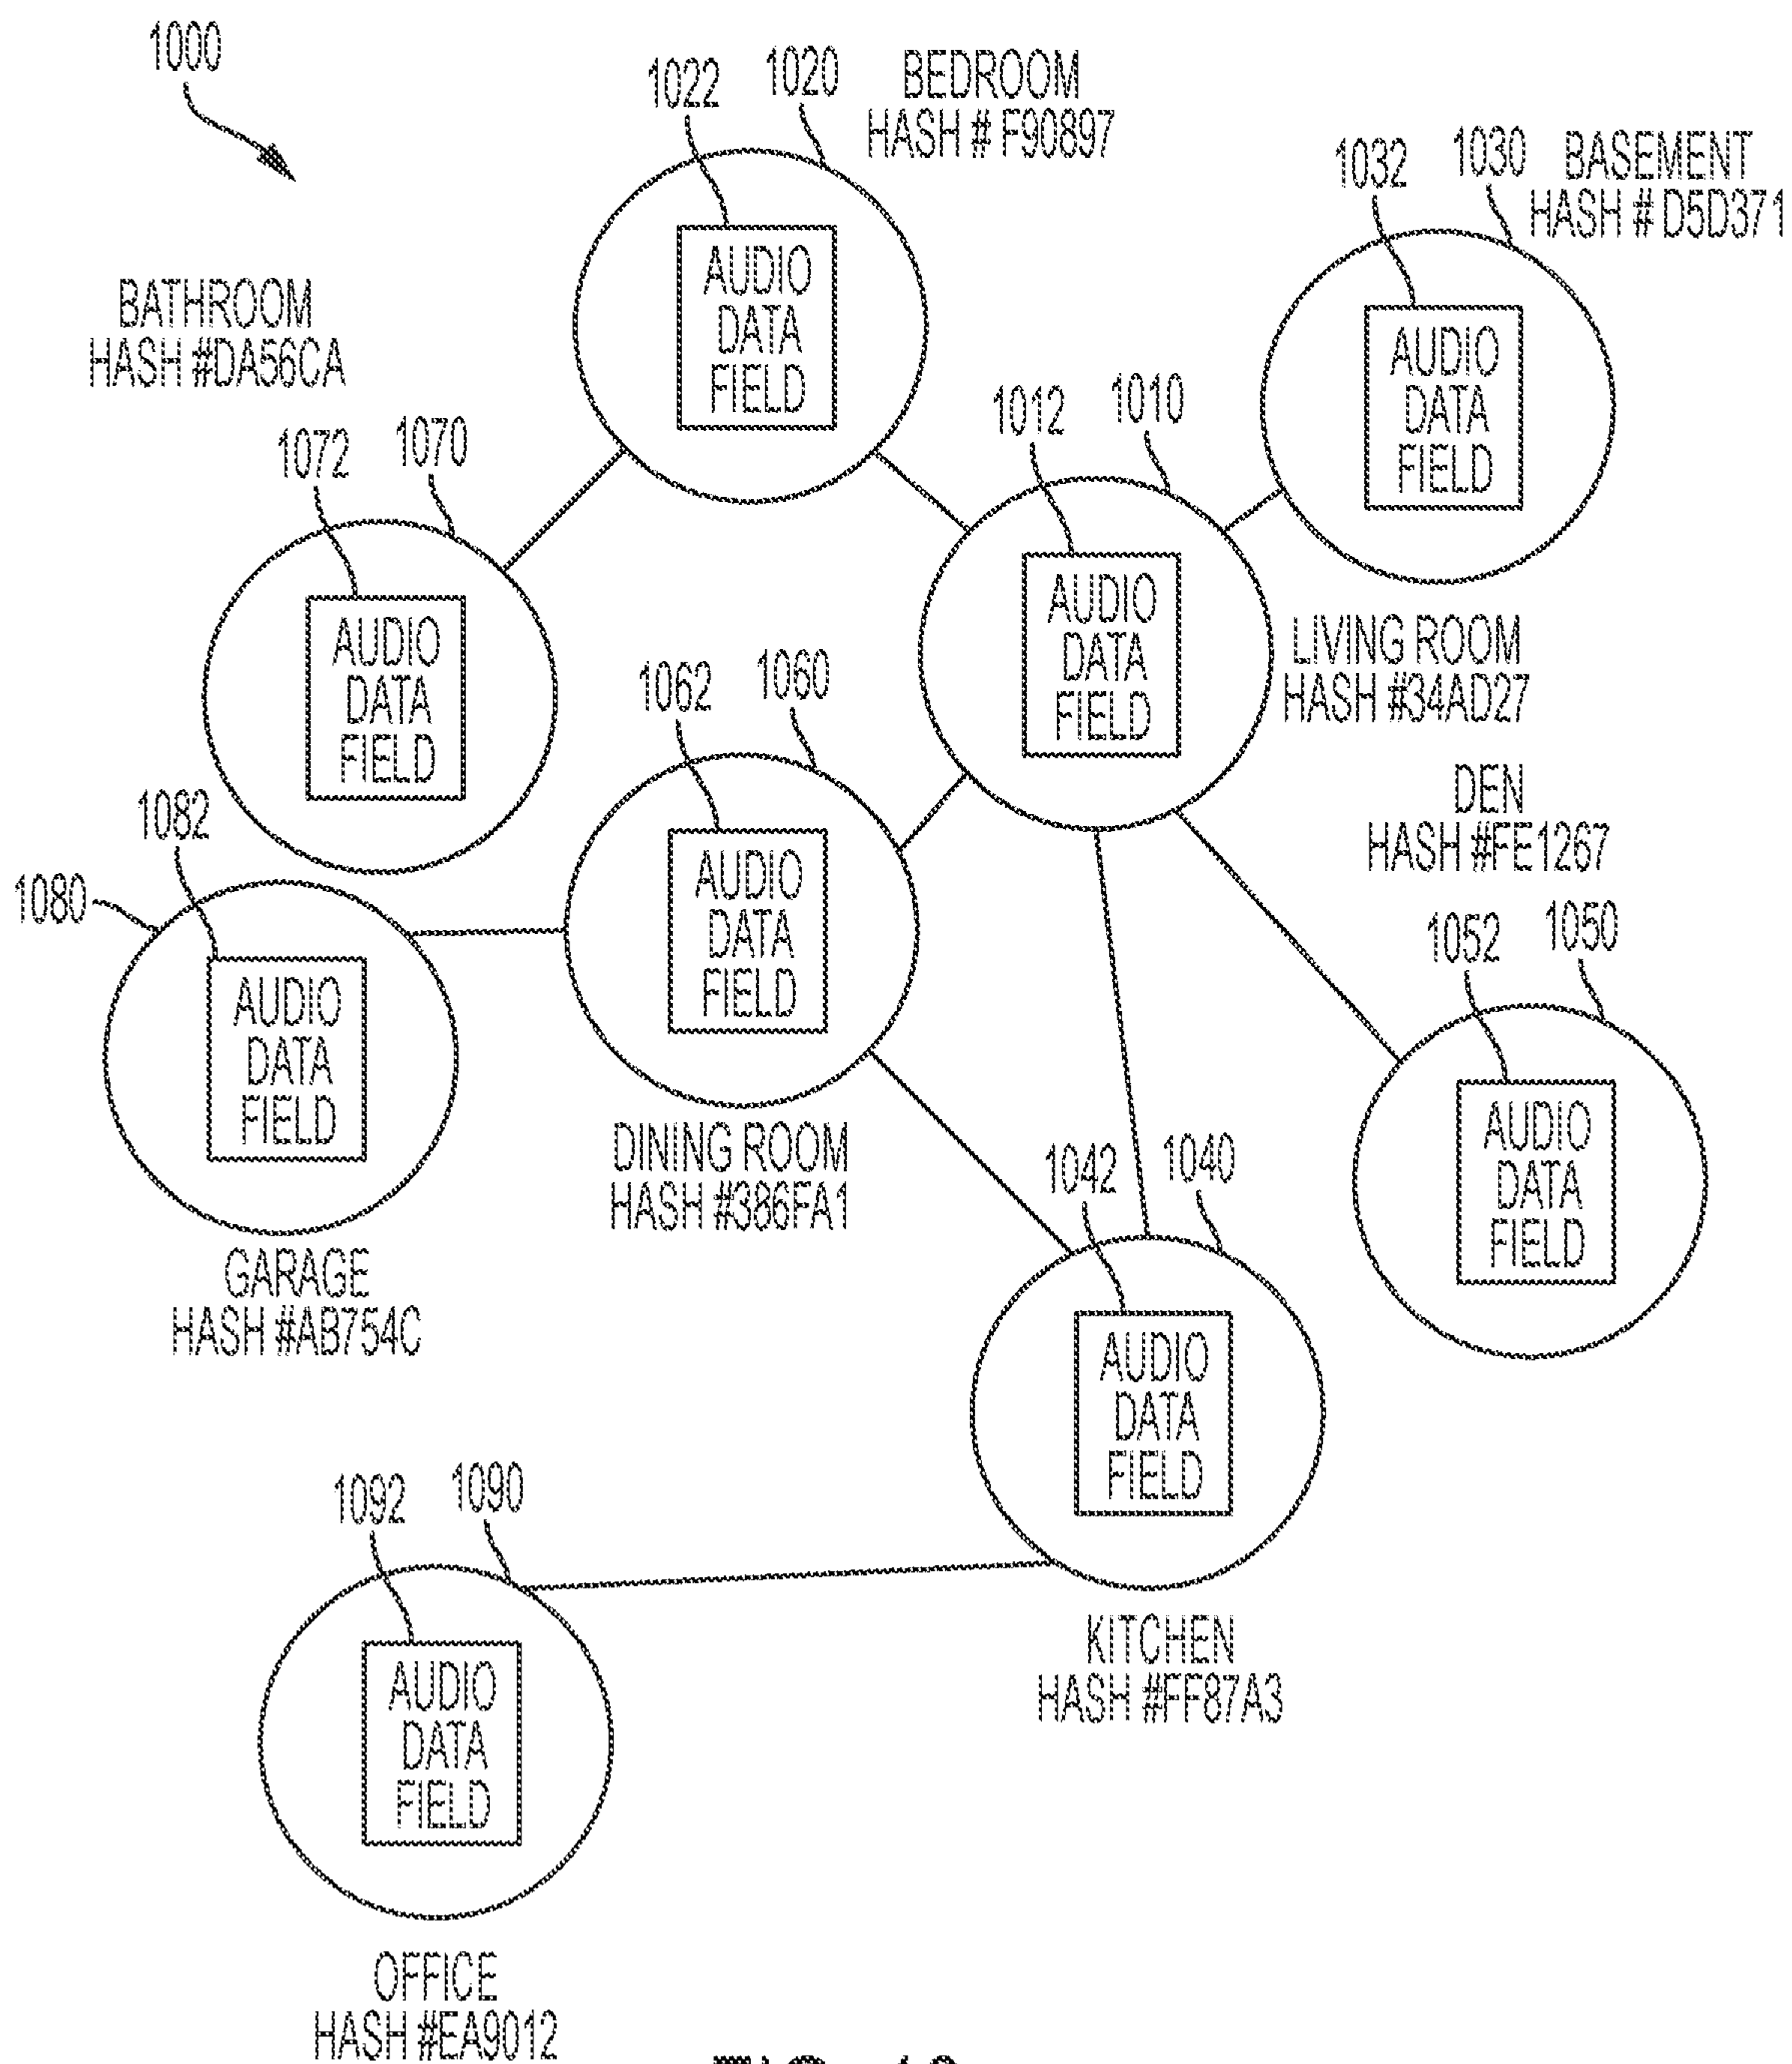 1000
1022
1020
BEDROOM
HASH # F90897
1032
1030
BASEMENT
HASH # D5D371
AUDIO
DATA
FIELD
BATHROOM
HASH #DA56CA
AUDIO
DATA
FIELD
1072
1070
1012
1010
AUDIO
DATA
FIELD
AUDIO
DATA
FIELD
LIVING ROOM
HASH #34AD27
1062
1060
1082
1080
DEN
HASH #FE1267
AUDIO
DATA
FIELD
AUDIO
DATA
FIELD
1052
1050
DINING ROOM
HASH #386FA1
1042
1040
AUDIO
DATA
FIELD
GARAGE
HASH #AB754C
AUDIO
DATA
FIELD
1092
1090
KITCHEN
HASH #FF87A3
AUDIO
DATA
FIELD
OFFICE
HASH #EA9012